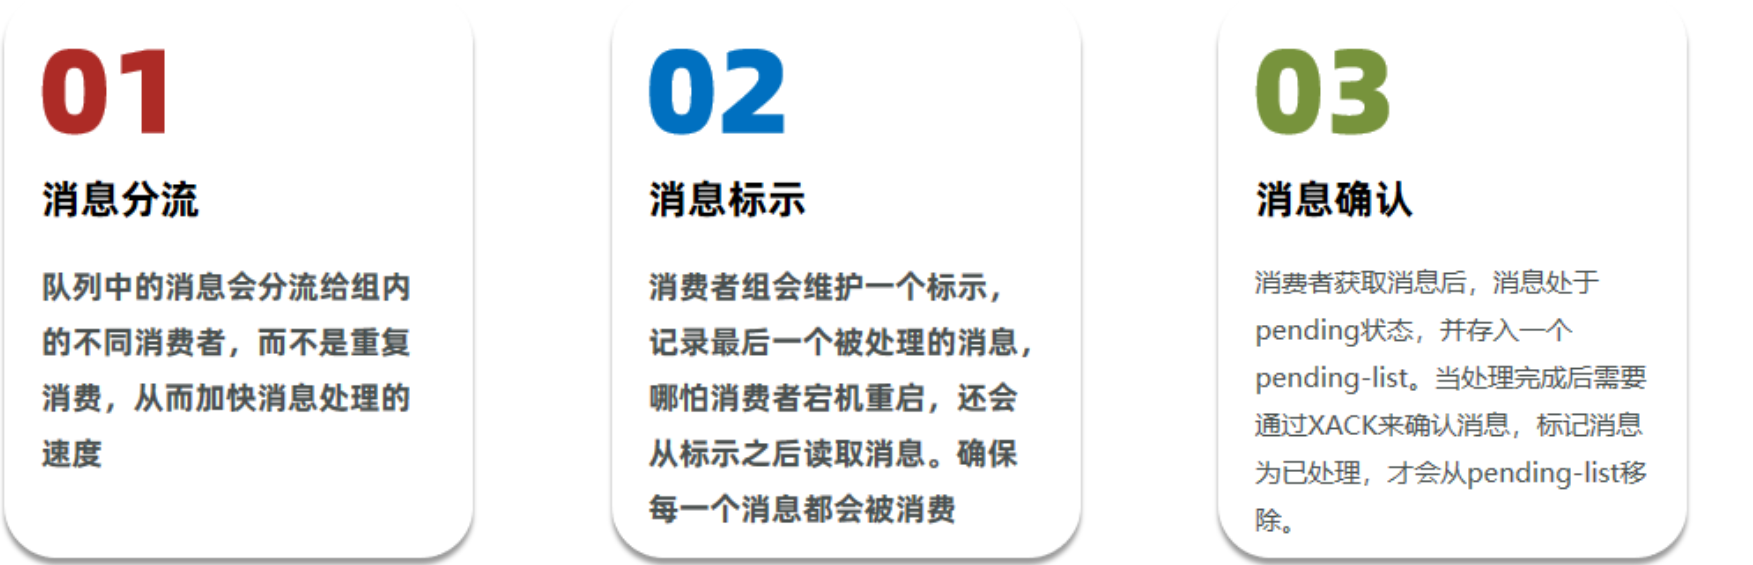 01
消息分流
队列中的消息会分流给组内
的不同消费者，而不是重复
消费，从而加快消息处理的
速度
02
消息标示
消费者组会维护一个标示，
记录最后一个被处理的消息，
哪怕消费者宕机重启，还会
从标示之后读取消息。确保
每一个消息都会被消费
03
消息确认
消费者获取消息后，消息处于
pending状态，并存入一个
pending-list。当处理完成后需要
通过XACK来确认消息，标记消息
为已处理，才会从pending-list移
除。